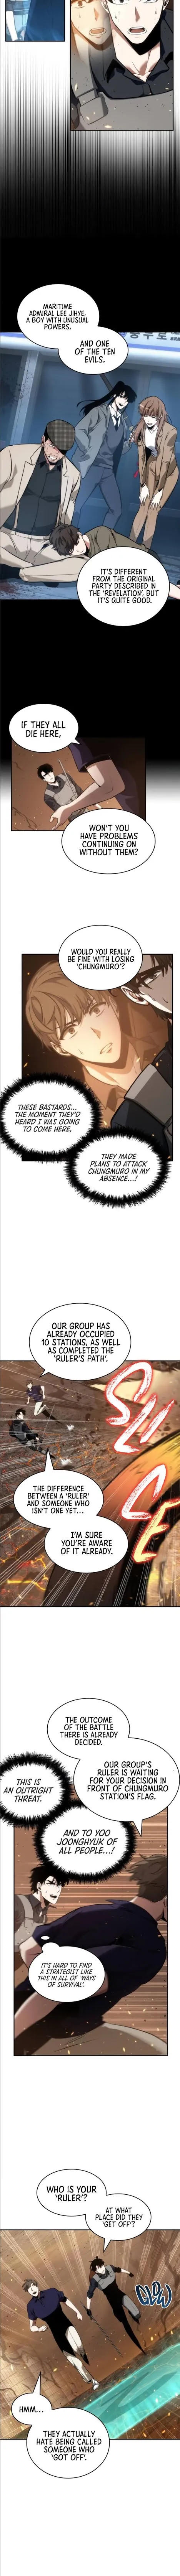 MARITIME
ADMIRAL LEE JIHYE.
A BOY WITH UNUSUAL
POWERS.
AND ONE
OF THE TEN
EVILS.
IT'S DIFFERENT
FROM THE ORIGINAL
PARTY DESCRIBED IN
THE 'REVELATION', BUT
IT'S QUITE GOOD.
IF THEY ALL
DIE HERE,
WON'T YOU
HAVE PROBLEMS
CONTINUING ON
WITHOUT THEM?
WOULD YOU REALLY
BE FINE WITH LOSING
'CHUNGMURO'?
THESE BASTARDS...
THE MOMENT THEY'D
HEARD I WAS GOING
TO COME HERE,
THEY MADE
PLANS TO ATTACK
CHUNGMURO IN MY
ABSENCE...!
OUR GROUP HAS
ALREADY OCCUPIED
10 STATIONS, AS WELL
AS COMPLETED THE
'RULER'S PATH'.
THE DIFFERENCE
BETWEEN A 'RULER'
AND SOMEONE WHO
ISN'T ONE YET...
I'M SURE
YOU'RE AWARE
OF IT ALREADY.
THE OUTCOME
OF THE BATTLE
THERE IS ALREADY
DECIDED.
OUR GROUP'S
RULER IS WAITING
FOR YOUR DECISION IN
FRONT OF CHUNGMURO
STATION'S FLAG.
THIS IS
AN OUTRIGHT
THREAT.
AND TO YOO
JOONGHYUK OF
ALL PEOPLE...!
IT'S HARD TO FIND
A STRATEGIST LIKE
THIS IN ALL OF 'WAYS
OF SURVIVAL'.
WHO IS YOUR
'RULER'?
AT WHAT
PLACE DID THEY
'GET OFF'?
HMM...
THEY ACTUALLY
HATE BEING CALLED
SOMEONE WHO
'GOT OFF'.